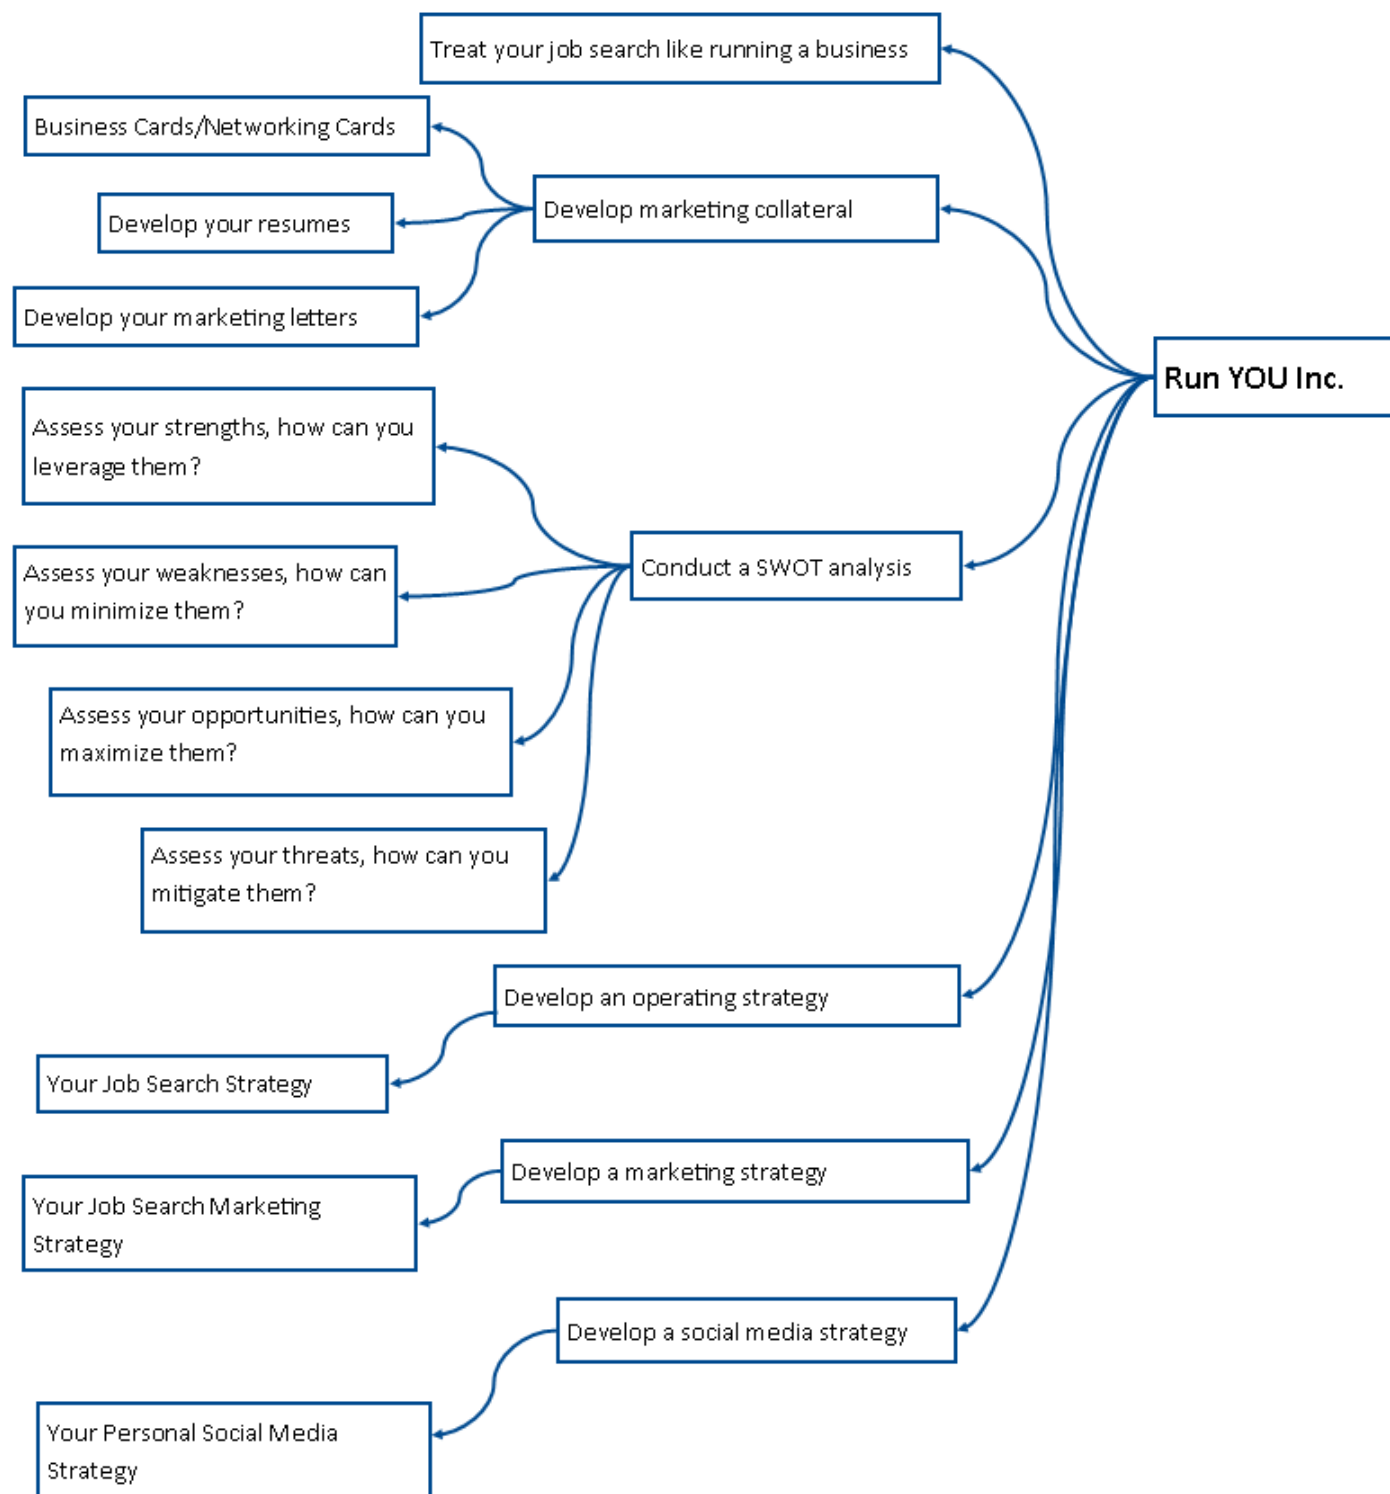 Treat your job search like running a business
Business Cards/Networking Cards
Develop marketing collateral
Develop your resumes
Develop your marketing letters
Run YOU Inc.
Assess your strengths, how can you
leverage them?
Conduct a SWOT analysis
Assess your weaknesses, how can
you minimize them?
Assess your opportunities, how can you
maximize them?
Assess your threats, how can you
mitigate them?
Develop an operating strategy
Your Job Search Strategy
Develop a marketing strategy
Your Job Search Marketing
Strategy
Develop a social media strategy
Your Personal Social Media
Strategy